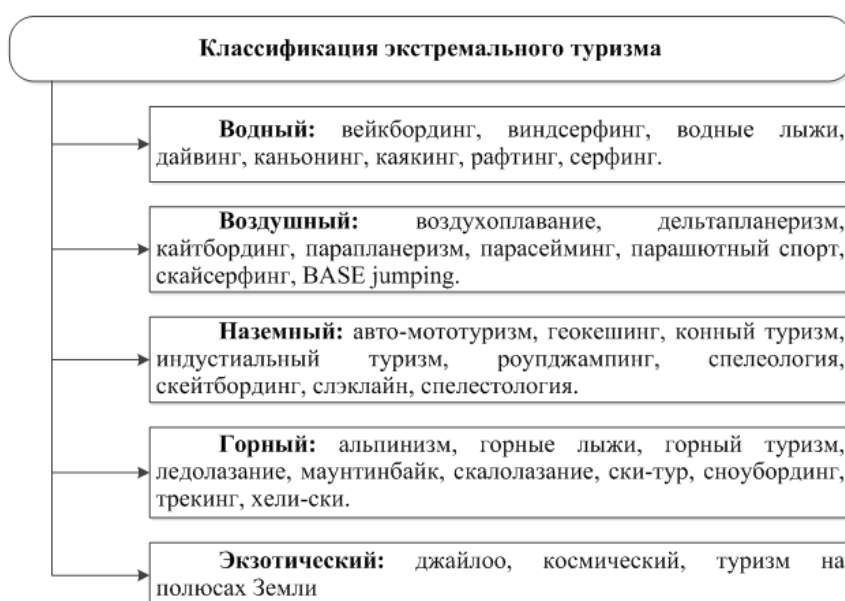 Классификация экстремального туризма
Водный: вейкбординг, виндсерфинг, водные лыжи,
дайвинг, каньонинг, каякинг, рафтинг, серфинг.
Воздушный: воздухоплавание, дельтапланеризм,
кайтбординг, парапланеризм, парасейминг, парашютный спорт,
скайсерфинг, BASE jumping.
Наземный: авто-мототуризм, геокешинг, конный туризм,
индустиальный туризм, роупджампинг, спелеология,
скейтбординг, слэклайн, спелестология.
Горный: альпинизм, горные лыжи, горный туризм,
ледолазание, маунтинбайк, скалолазание, ски-тур, сноубординг,
трекинг, хели-ски.
Экзотический: джайлоо, космический, туризм на
полюсах Земли